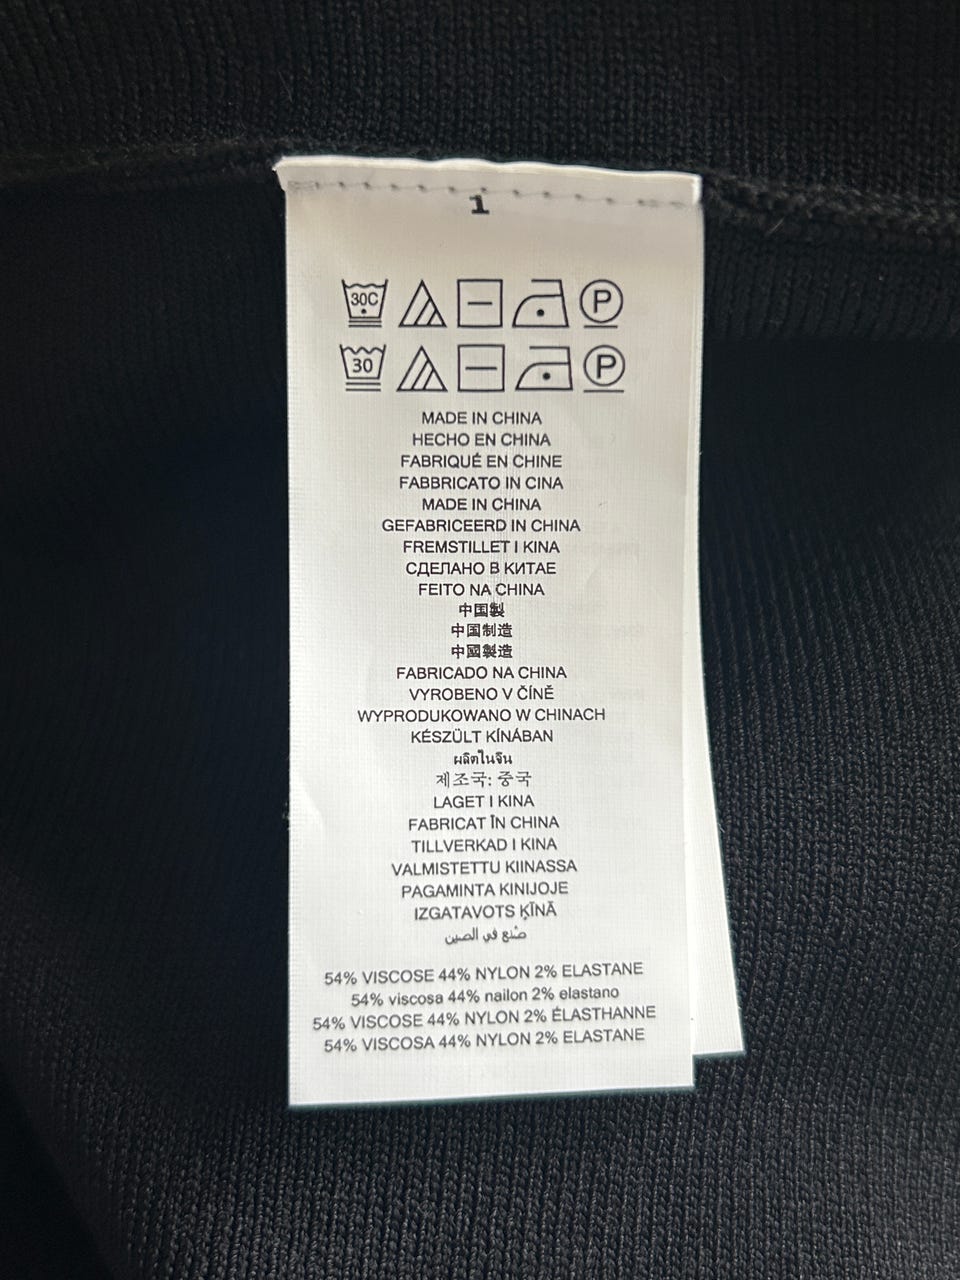 1
30C P
30 P
MADE IN CHINA
HECHO EN CHINA
FABRIQUÉ EN CHINE
FABBRICATO IN CINA
MADE IN CHINA
GEFABRICEERD IN CHINA
FREMSTILLET I KINA
СДЕЛАНО В КИТАЕ
FEITO NA CHINA
中国製
中国制造
中國製造
FABRICADO NA CHINA
VYROBENO V ČÍNĚ
WYPRODUKOWANO W CHINACH
KÉSZÜLT KÍNÁBAN
ผลิตในจีน
제조국: 중국
LAGET I KINA
FABRICAT ÎN CHINA
TILLVERKAD I KINA
VALMISTETTU KIINASSA
PAGAMINTA KINIJOJE
IZGATAVOTS ĶĪNĀ
صُنع في الصين
54% VISCOSE 44% NYLON 2% ELASTANE
54% viscosa 44% nailon 2% elastano
54% VISCOSE 44% NYLON 2% ÉLASTHANNE
54% VISCOSA 44% NYLON 2% ELASTANE